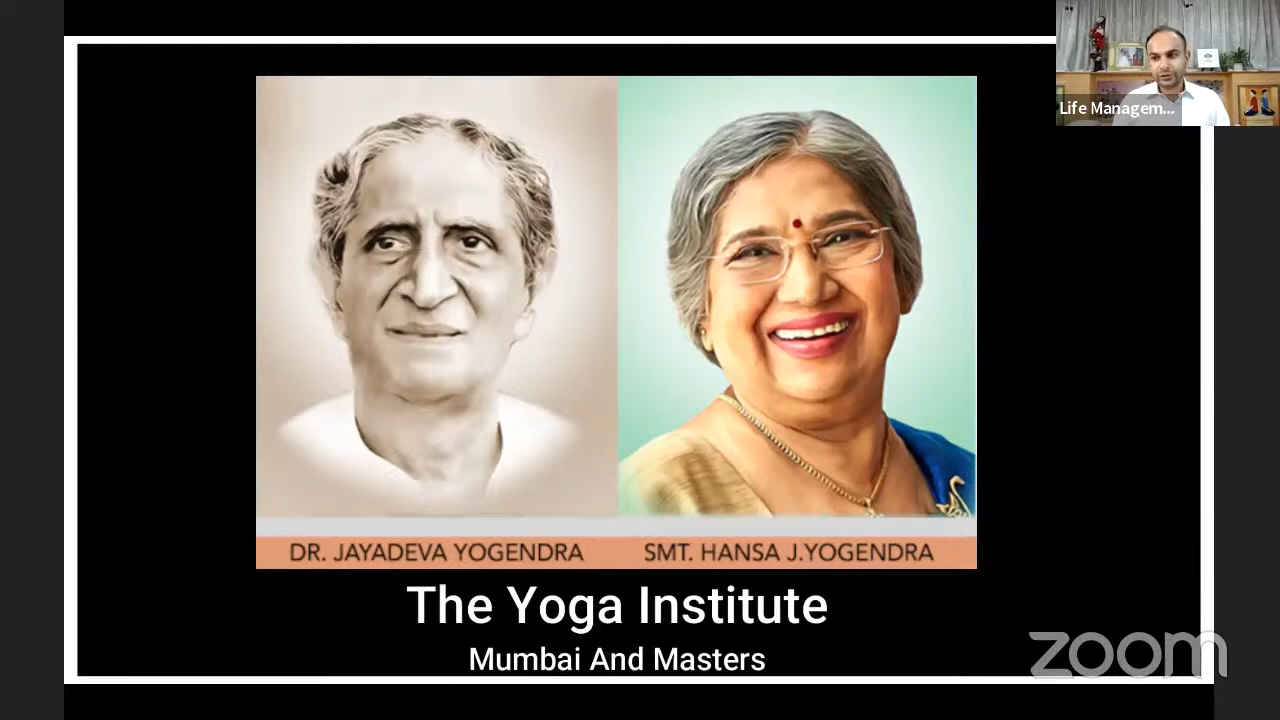 Life Managem...
DR. JAYADEVA YOGENDRA
SMT. HANSA J.YOGENDRA
The Yoga Institute
Mumbai And Masters
zoom